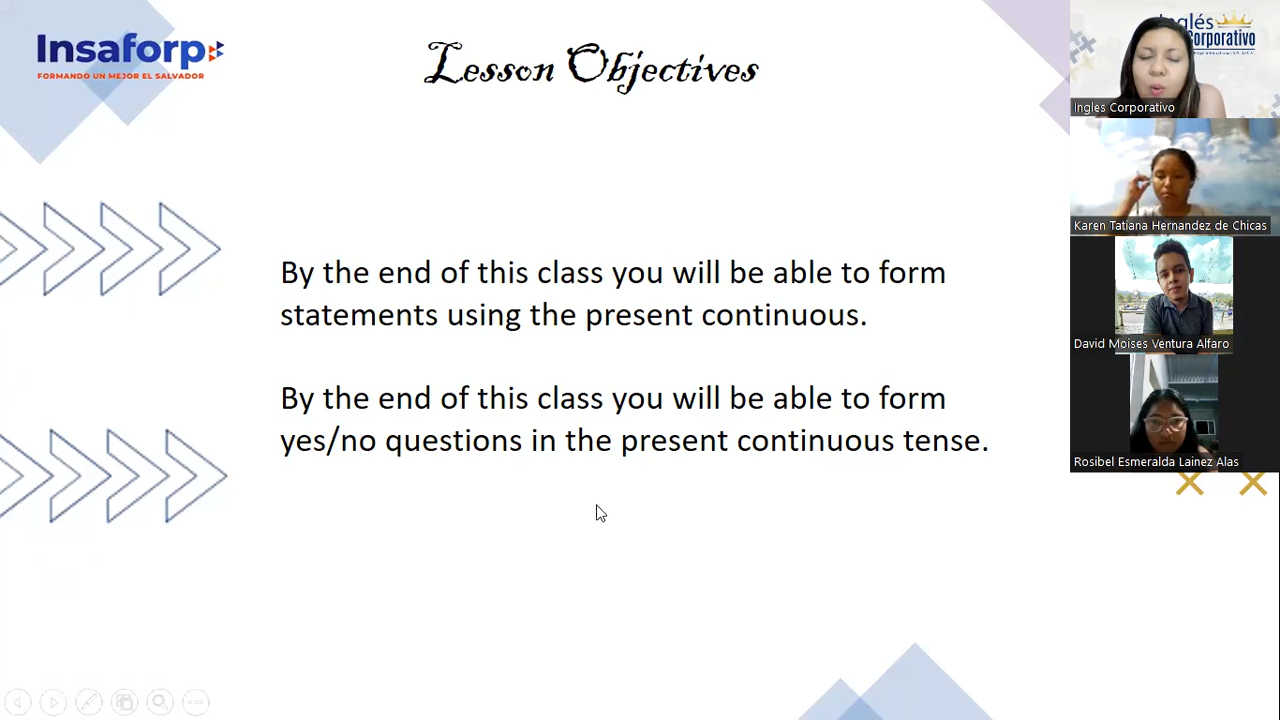 Insaforp
FORMANDO UN MEJOR EL SALVADOR
Lesson Objectives
By the end of this class you will be able to form
statements using the present continuous.
By the end of this class you will be able to form
yes/no questions in the present continuous tense.
Inglés
Corporativo
Ingles Corporativo
Karen Tatiana Hernandez de Chicas
David Moises Ventura Alfaro
Rosibel Esmeralda Lainez Alas